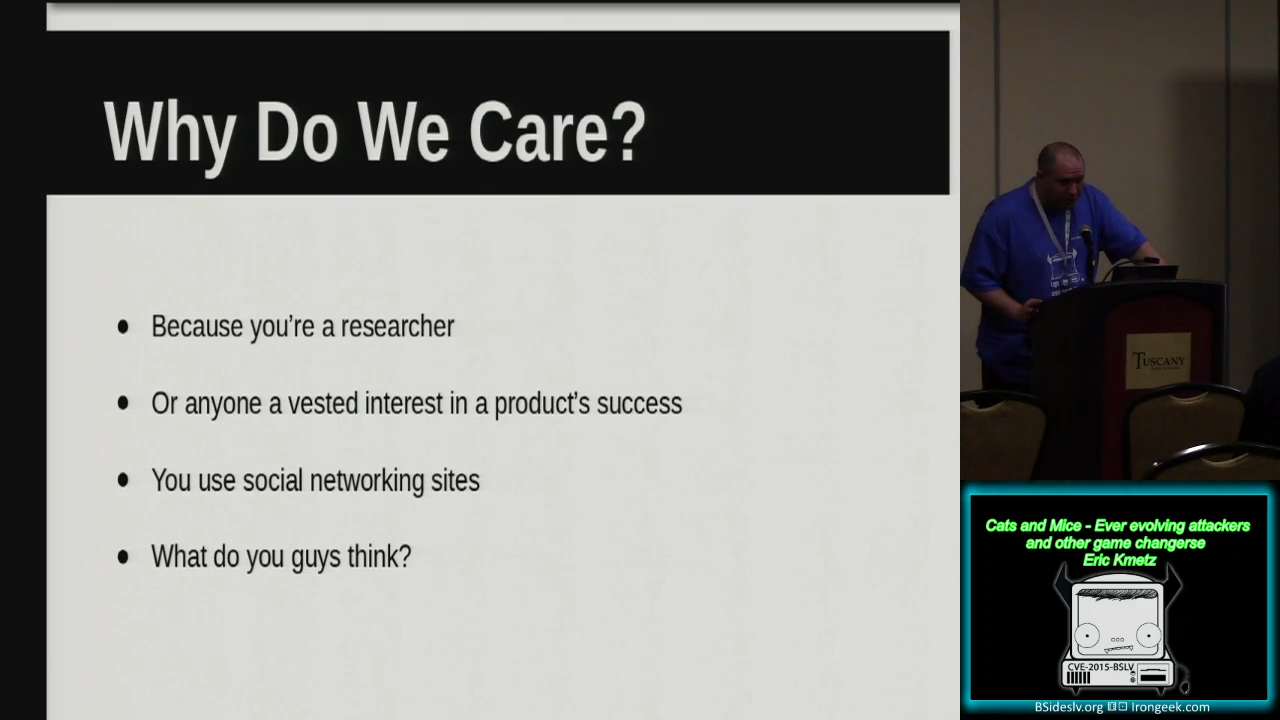 Why Do We Care?
Because you’re a researcher
Or anyone a vested interest in a product’s success
You use social networking sites
What do you guys think?
TUSCANY
Cats and Mice - Ever evolving attackers
and other game changerse
Eric Kmetz
CVE-2015-BSLV
BSideslv.org Irongeek.com